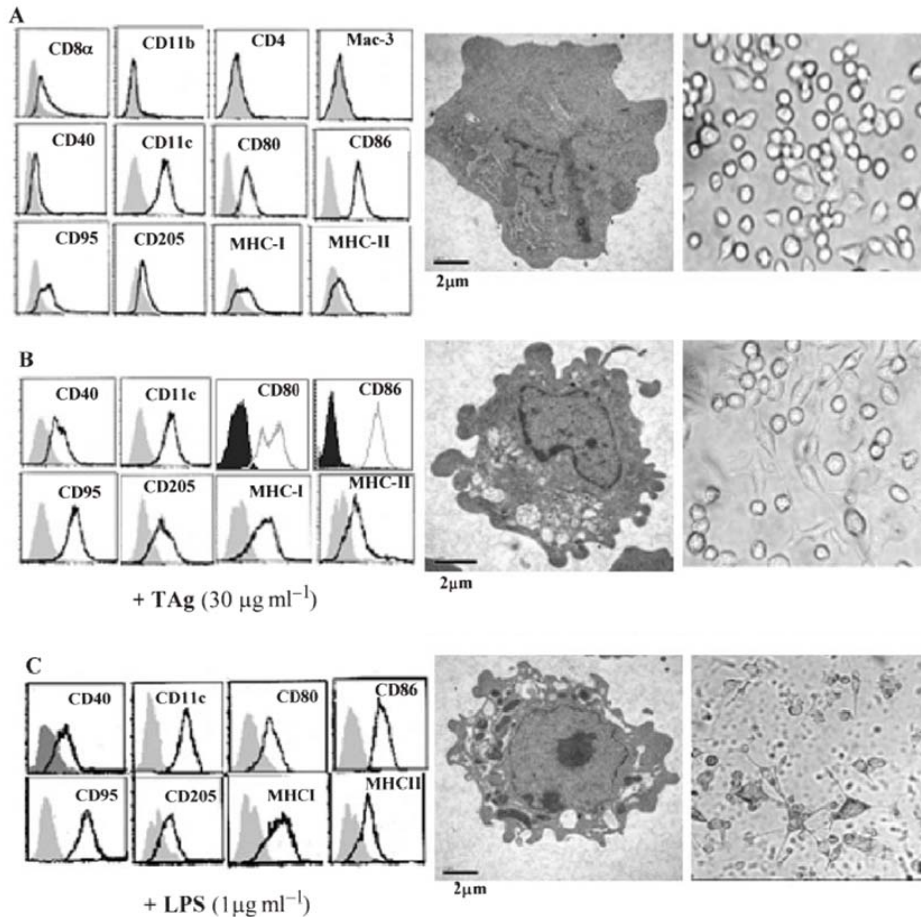 A
CD8α CD11b CD4 Mac-3
CD40 CD11c CD80 CD86
CD95 CD205 MHC-I MHC-II
2μm
B
CD40 CD11c CD80 CD86
CD95 CD205 MHC-I MHC-II
2μm
+ TAg (30 μg ml⁻¹)
C
CD40 CD11c CD80 CD86
CD95 CD205 MHCI MHCII
2μm
+ LPS (1μg ml⁻¹)